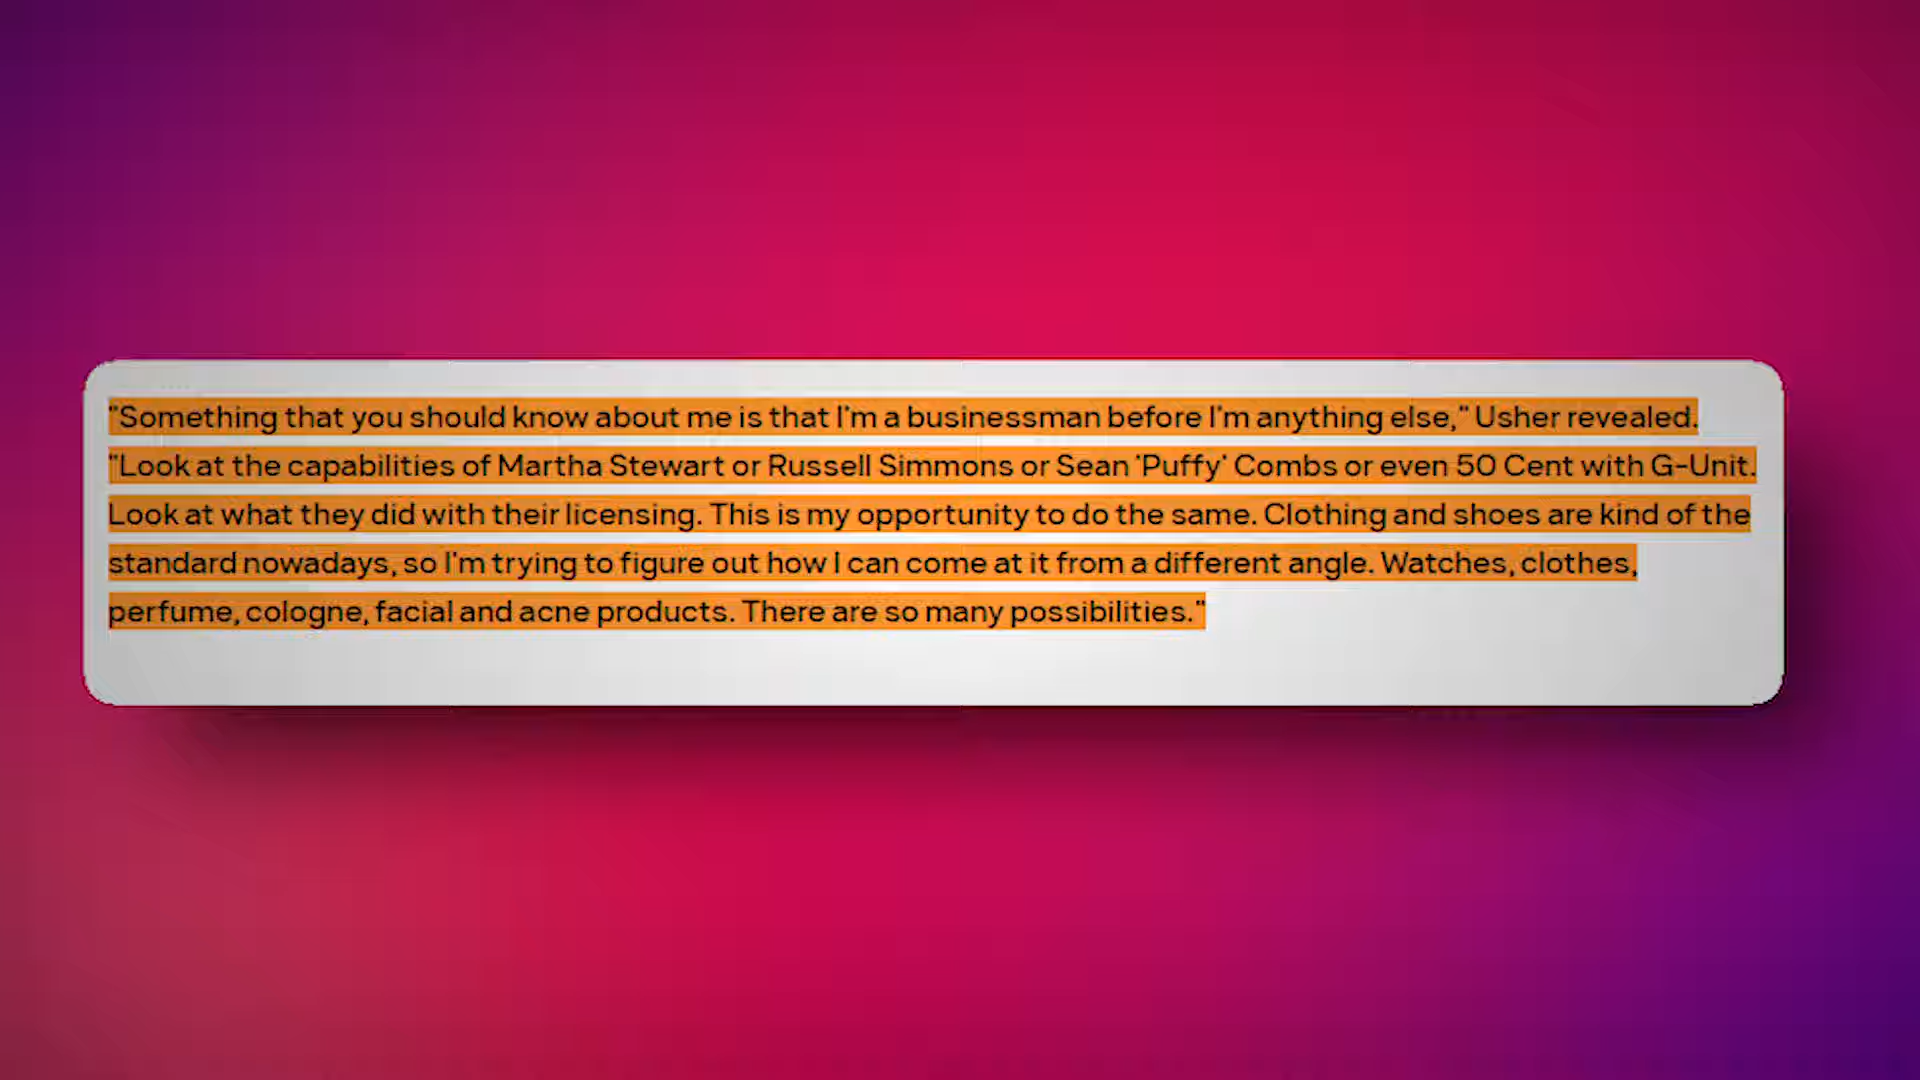 "Something that you should know about me is that I'm a businessman before I'm anything else," Usher revealed.
"Look at the capabilities of Martha Stewart or Russell Simmons or Sean 'Puffy' Combs or even 50 Cent with G-Unit.
Look at what they did with their licensing. This is my opportunity to do the same. Clothing and shoes are kind of the
standard nowadays, so I'm trying to figure out how I can come at it from a different angle. Watches, clothes,
perfume, cologne, facial and acne products. There are so many possibilities."